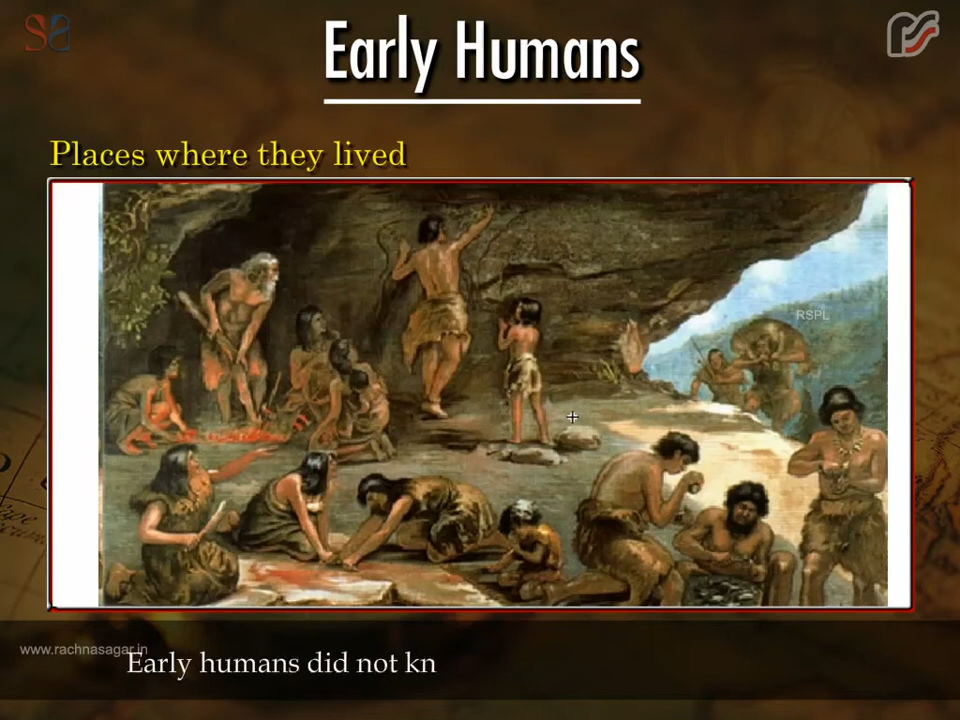 Early Humans
Places where they lived
RSPL
www.rachnasagar.in
Early humans did not kn